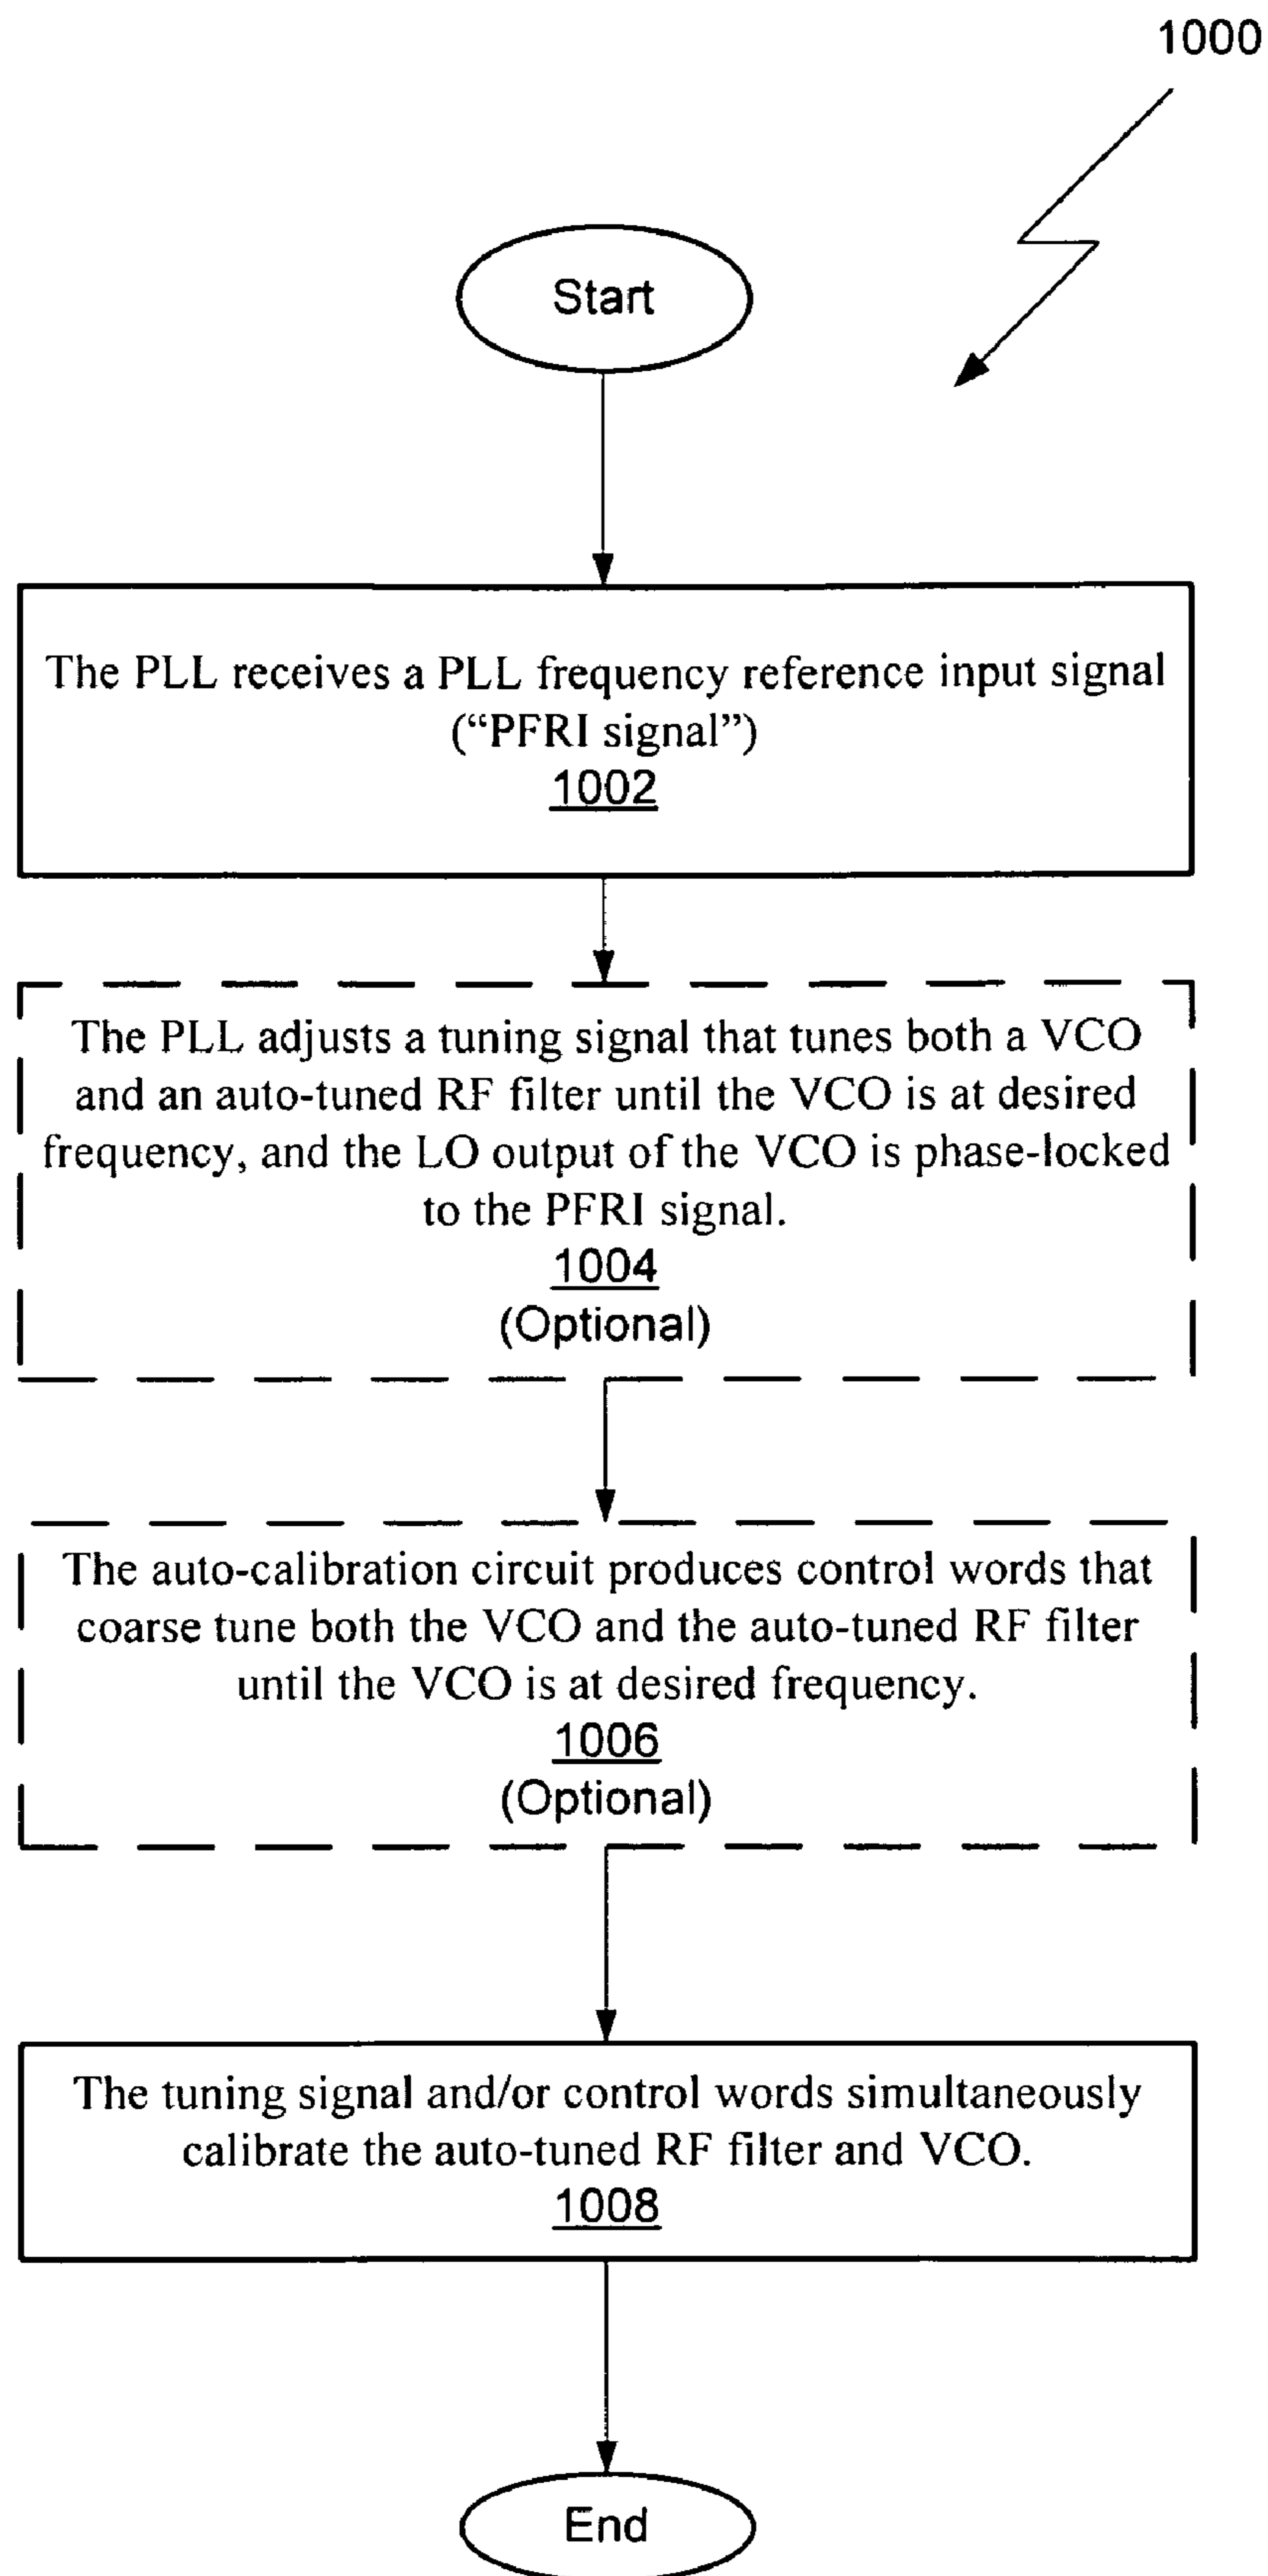 1000
Start
The PLL receives a PLL frequency reference input signal
(“PFRI signal”)
1002
The PLL adjusts a tuning signal that tunes both a VCO
and an auto-tuned RF filter until the VCO is at desired
frequency, and the LO output of the VCO is phase-locked
to the PFRI signal.
1004
(Optional)
The auto-calibration circuit produces control words that
coarse tune both the VCO and the auto-tuned RF filter
until the VCO is at desired frequency.
1006
(Optional)
The tuning signal and/or control words simultaneously
calibrate the auto-tuned RF filter and VCO.
1008
End